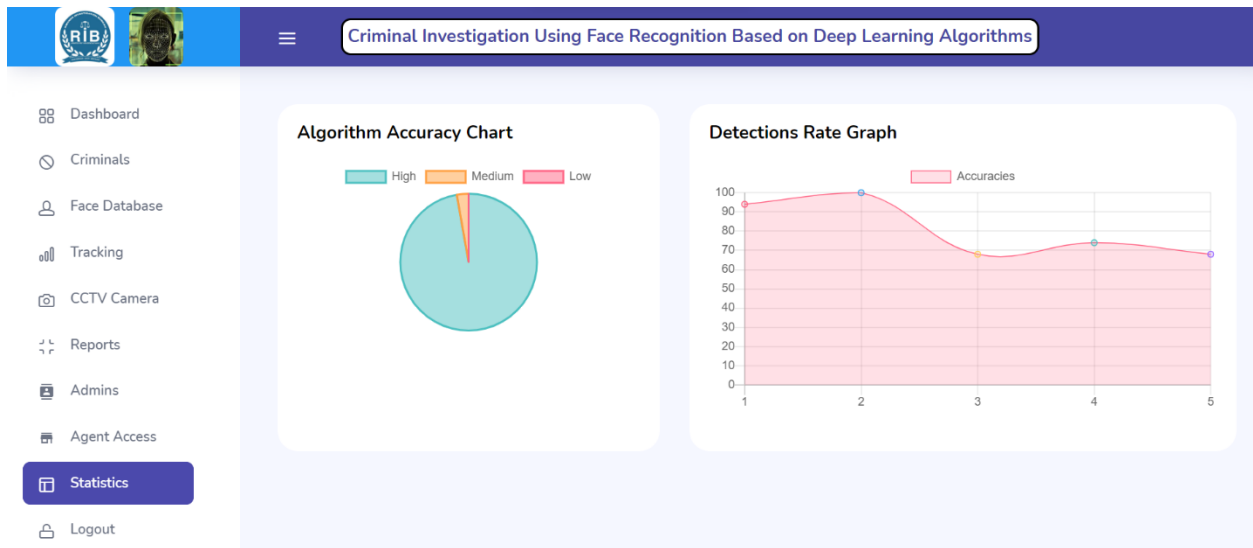 RIB
Criminal Investigation Using Face Recognition Based on Deep Learning Algorithms
Dashboard
Criminals
Face Database
Tracking
CCTV Camera
Reports
Admins
Agent Access
Statistics
Logout
Algorithm Accuracy Chart
High Medium Low
Detections Rate Graph
Accuracies
100
90
80
70
60
50
40
30
20
10
0
1 2 3 4 5